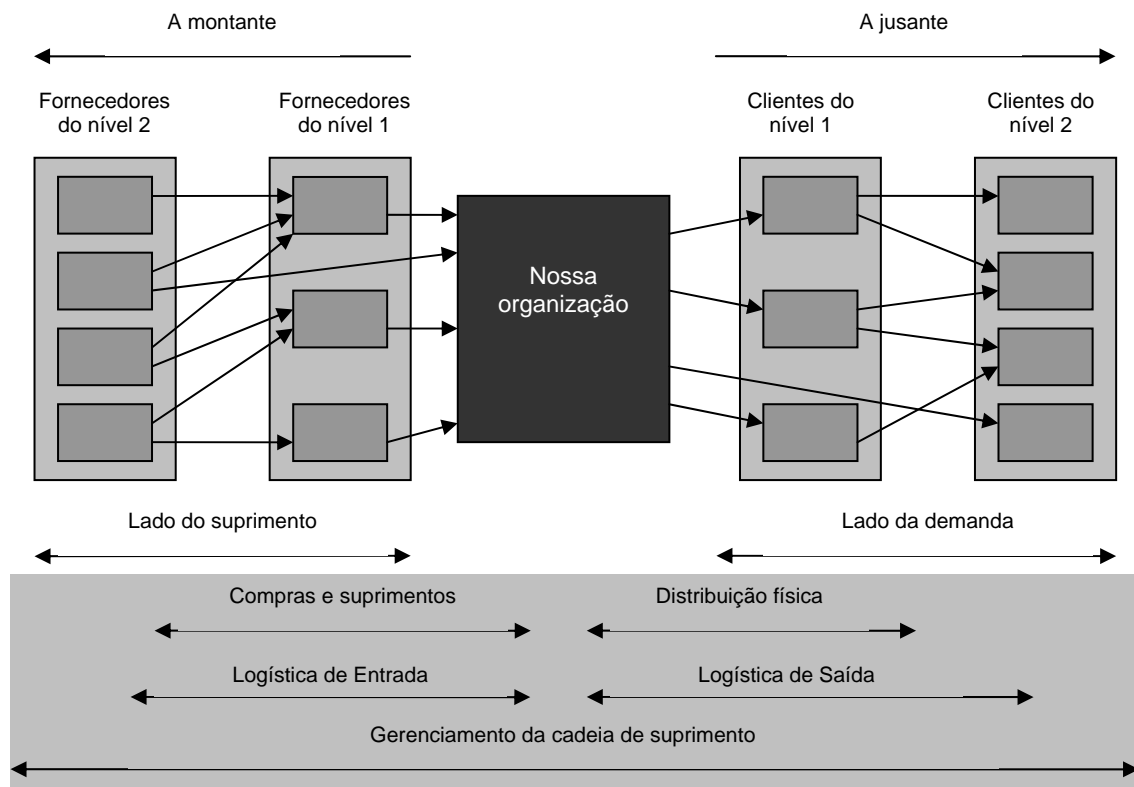 A montante
A jusante
Fornecedores
do nível 2
Fornecedores
do nível 1
Clientes do
nível 1
Clientes do
nível 2
Nossa
organização
Lado do suprimento
Lado da demanda
Compras e suprimentos
Distribuição física
Logística de Entrada
Logística de Saída
Gerenciamento da cadeia de suprimento